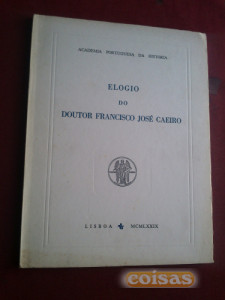 ACADEMIA PORTUGUESA DA HISTÓRIA
ELOGIO
DO
DOUTOR FRANCISCO JOSÉ CAEIRO
LISBOA MCMLXXIX
coisas